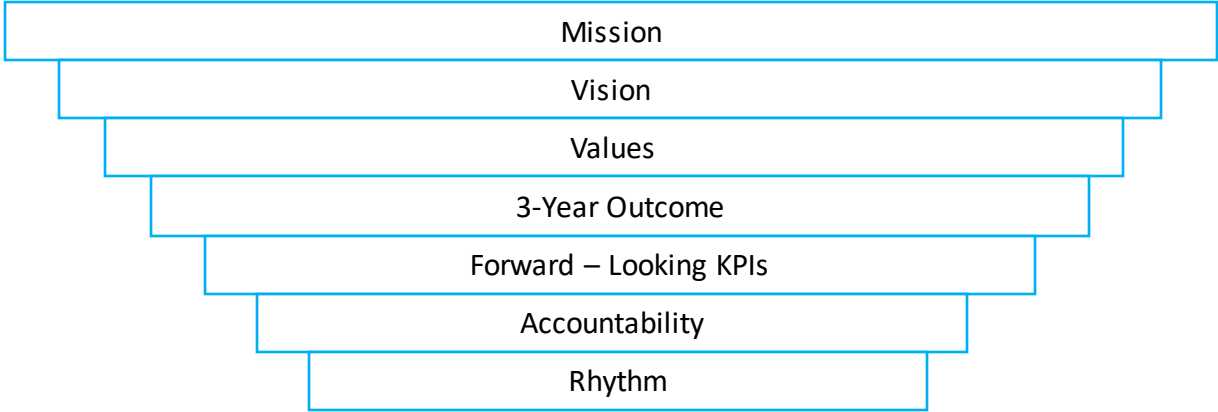 Mission
Vision
Values
3-Year Outcome
Forward – Looking KPIs
Accountability
Rhythm